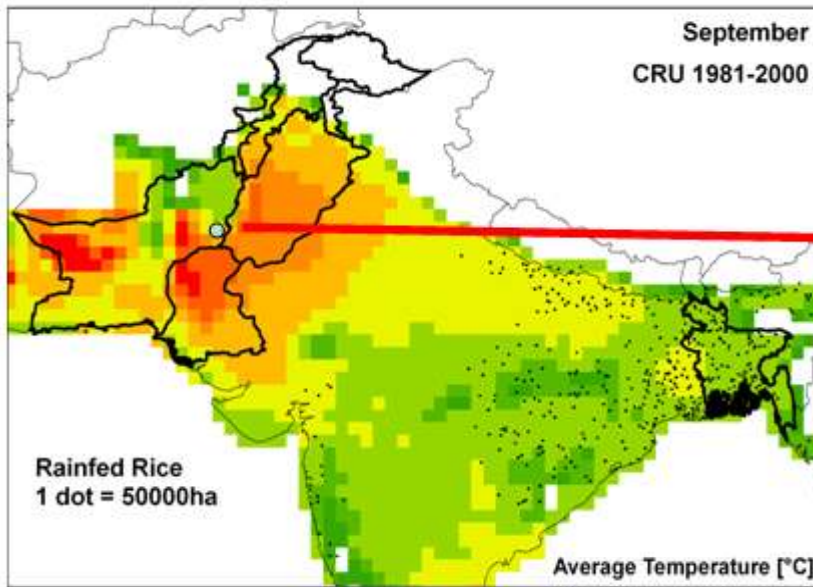 September
CRU 1981-2000
Rainfed Rice
1 dot = 50000ha
Average Temperature [°C]